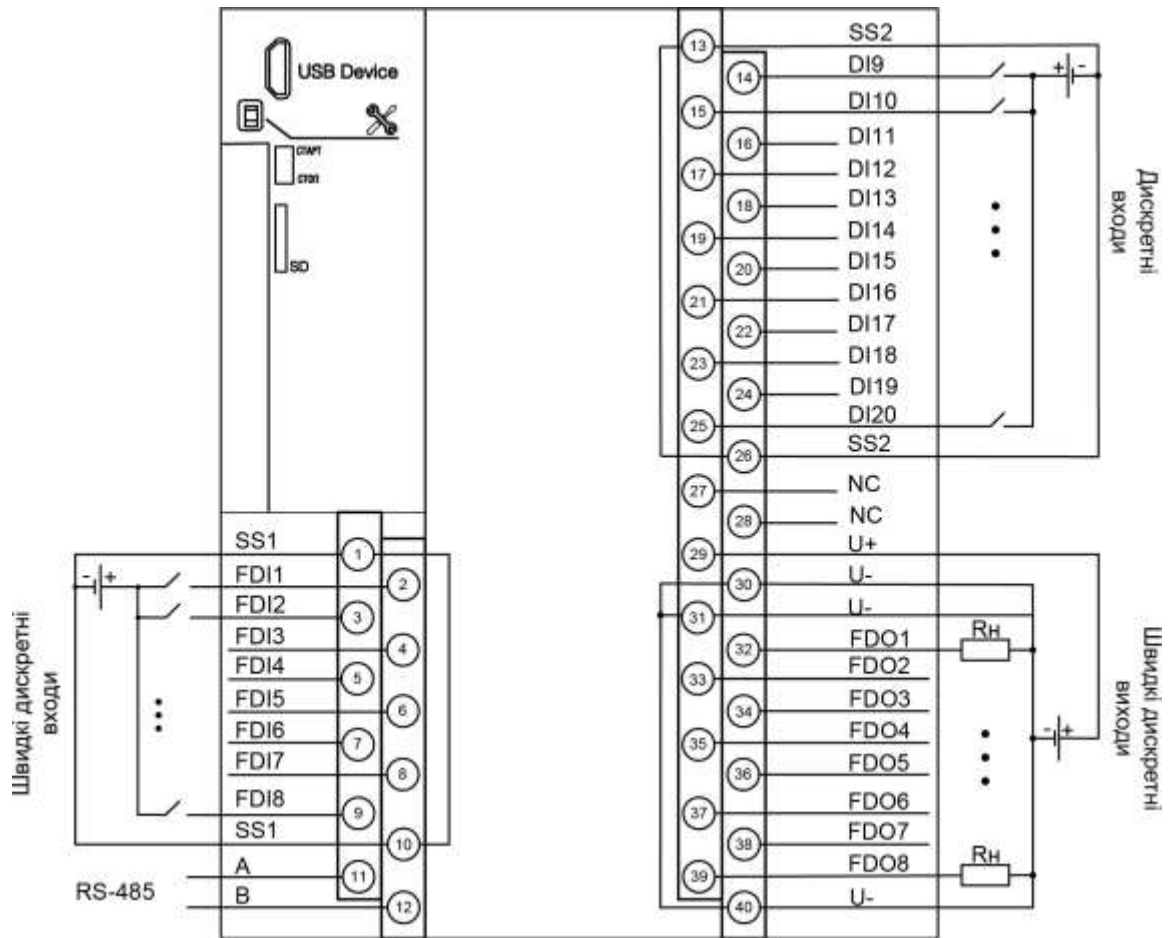 USB Device
СТАРТ
СТОП
SD
SS1
1
FDI1
2
- +
FDI2
3
FDI3
4
FDI4
5
FDI5
6
FDI6
7
FDI7
8
FDI8
9
SS1
10
A
11
B
12
RS-485
Швидкі дискретні
входи
13
SS2
14
DI9
+ -
15
DI10
16
DI11
17
DI12
18
DI13
19
DI14
20
DI15
21
DI16
22
DI17
23
DI18
24
DI19
25
DI20
26
SS2
Дискретні
входи
27
NC
28
NC
29
U+
30
U-
31
U-
32
FDO1
Rн
33
FDO2
34
FDO3
35
FDO4
- +
36
FDO5
37
FDO6
38
FDO7
39
FDO8
Rн
40
U-
Швидкі дискретні
виходи